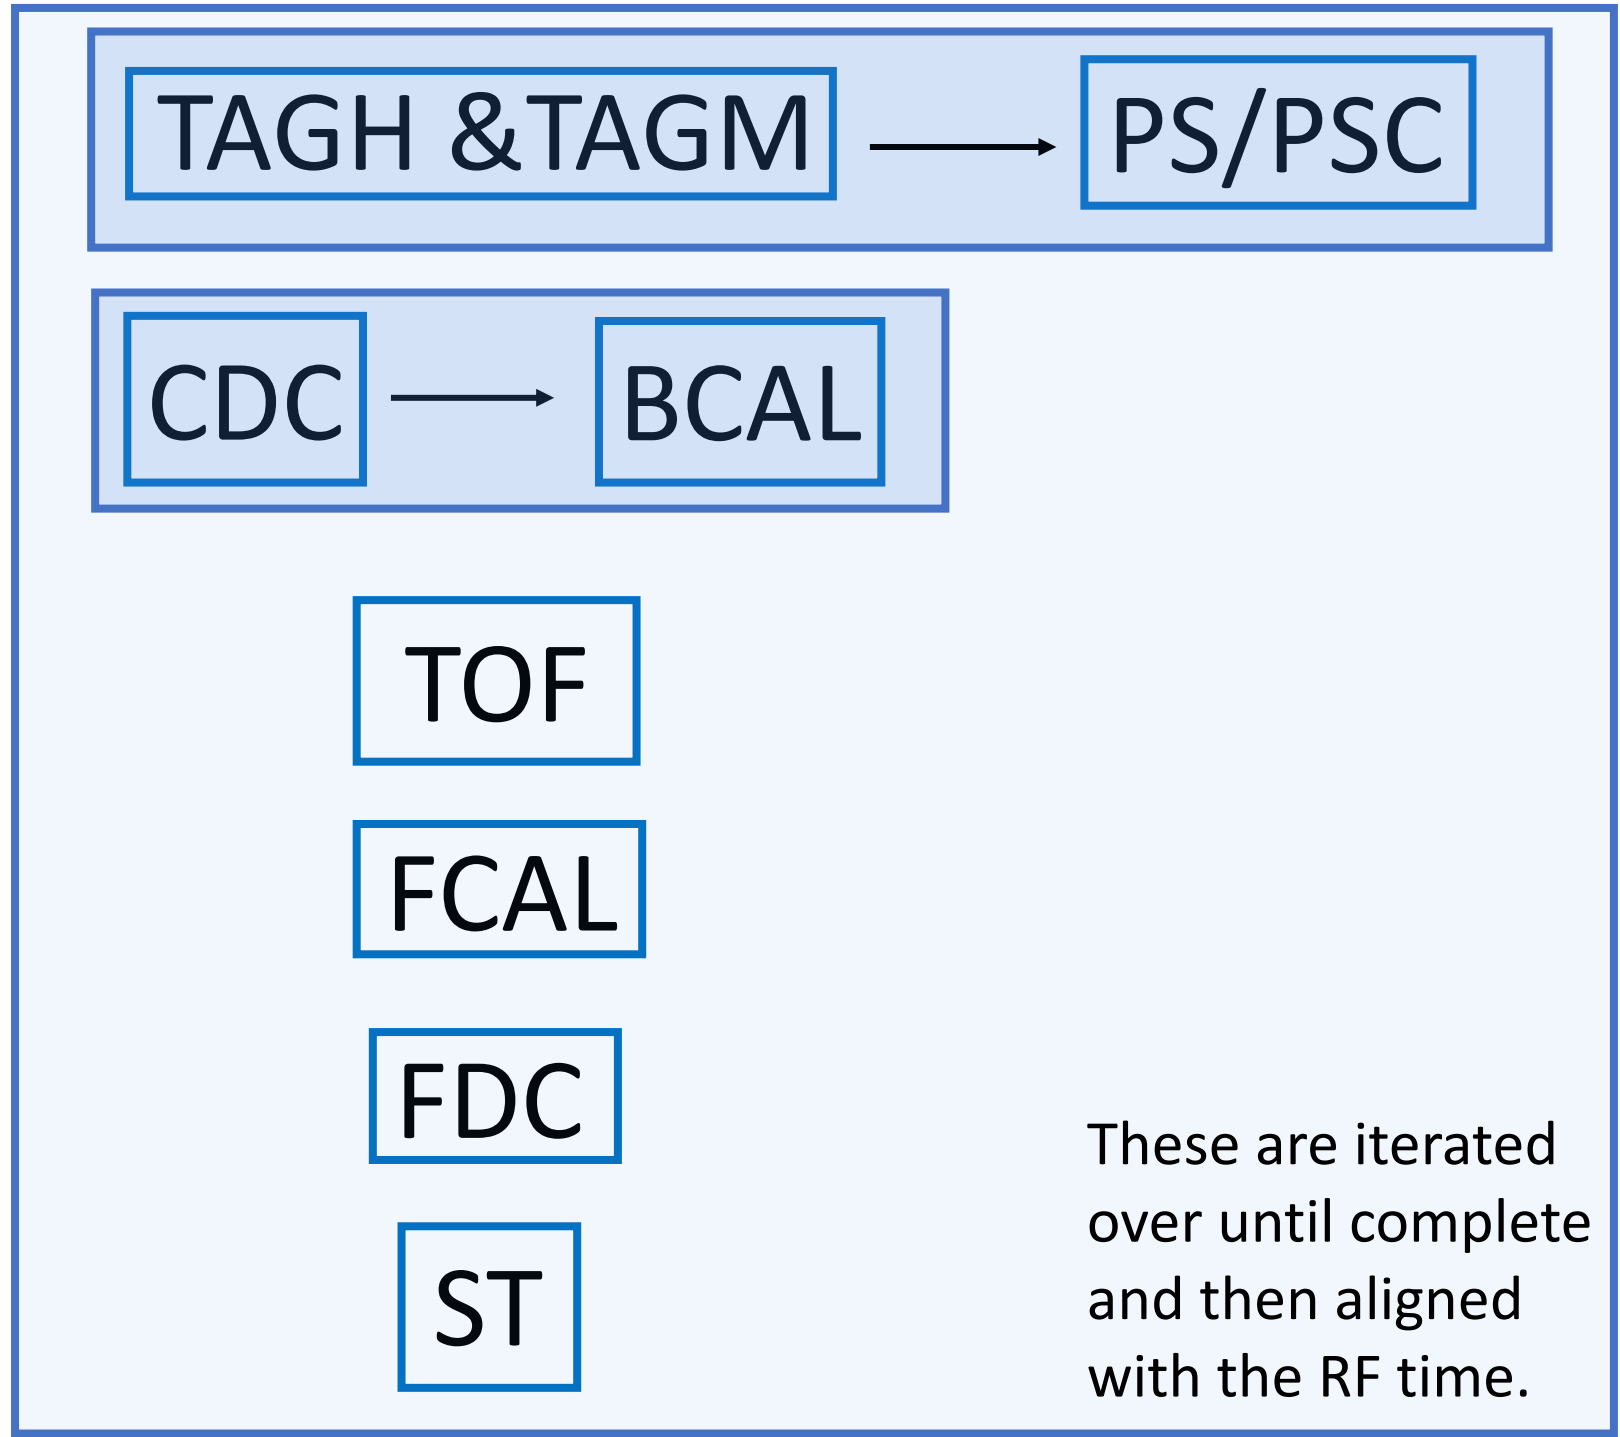 TAGH &TAGM
PS/PSC
CDC
BCAL
TOF
FCAL
FDC
ST
These are iterated
over until complete
and then aligned
with the RF time.